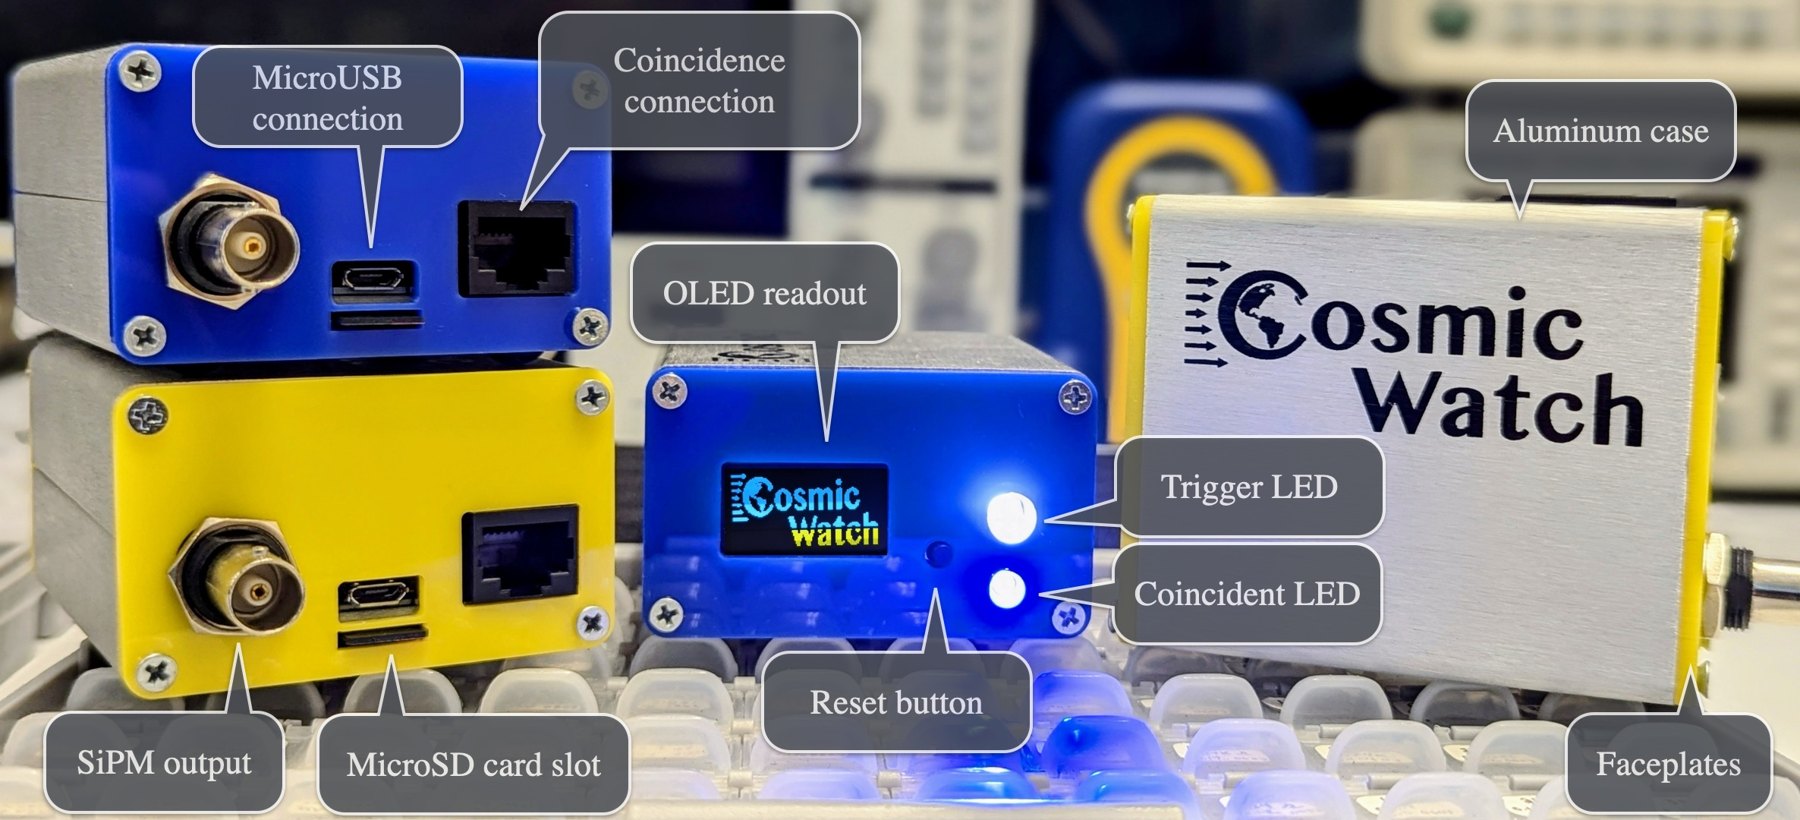 MicroUSB
connection
Coincidence
connection
Aluminum case
OLED readout
Cosmic
Watch
Cosmic
Watch
Trigger LED
Coincident LED
Reset button
SiPM output
MicroSD card slot
Faceplates